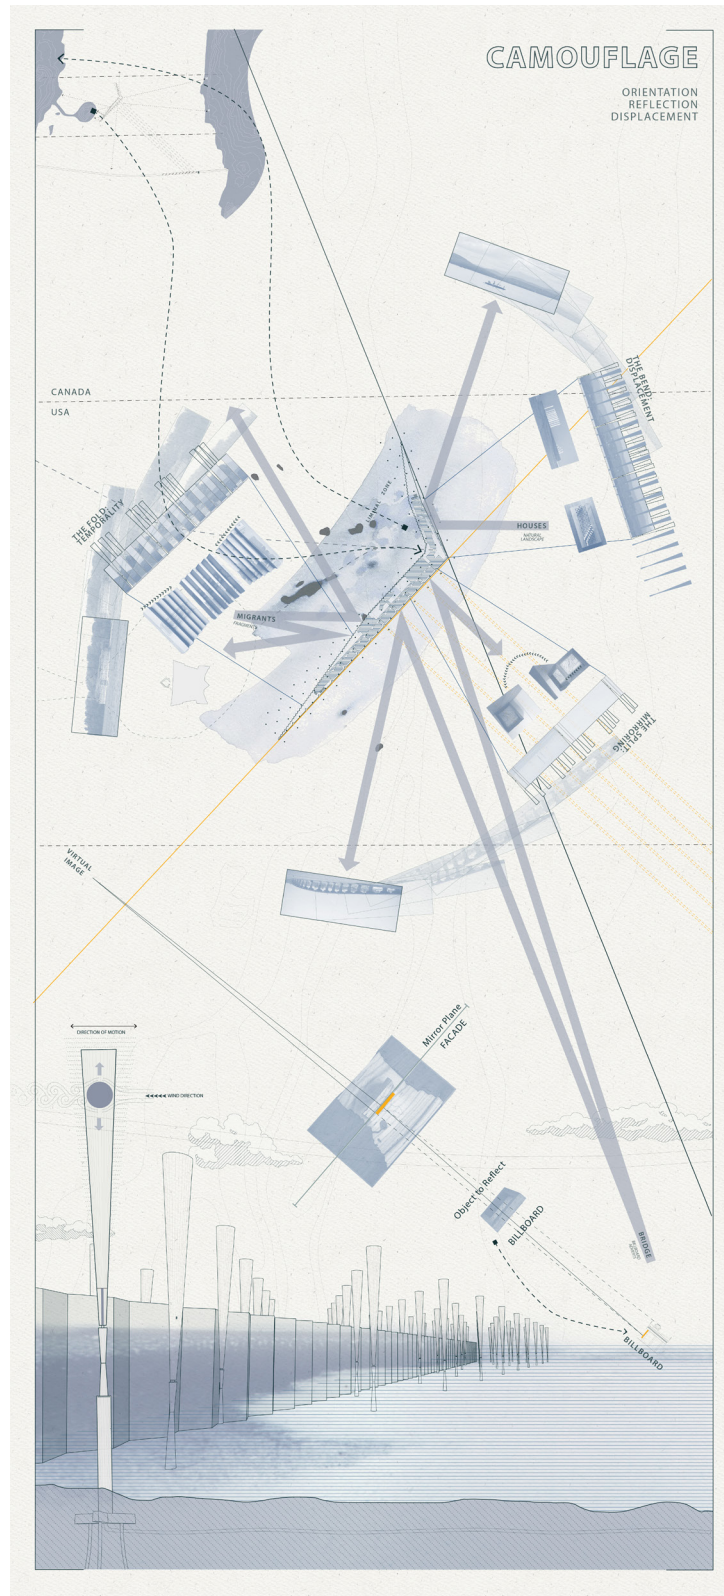 CAMOUFLAGE
ORIENTATION
REFLECTION
DISPLACEMENT
CANADA
USA
THE BEND:
DISPLACEMENT
ZONE
THE FOLD:
TEMPORALITY
HOUSES
NATURAL
LANDSCAPE
MIGRANTS
THE SPLIT:
MIRRORING
VIRTUAL
IMAGE
Mirror Plane
FACADE
DIRECTION OF MOTION
WIND DIRECTION
Object to Reflect
BILLBOARD
BRIDGE
BILLBOARD